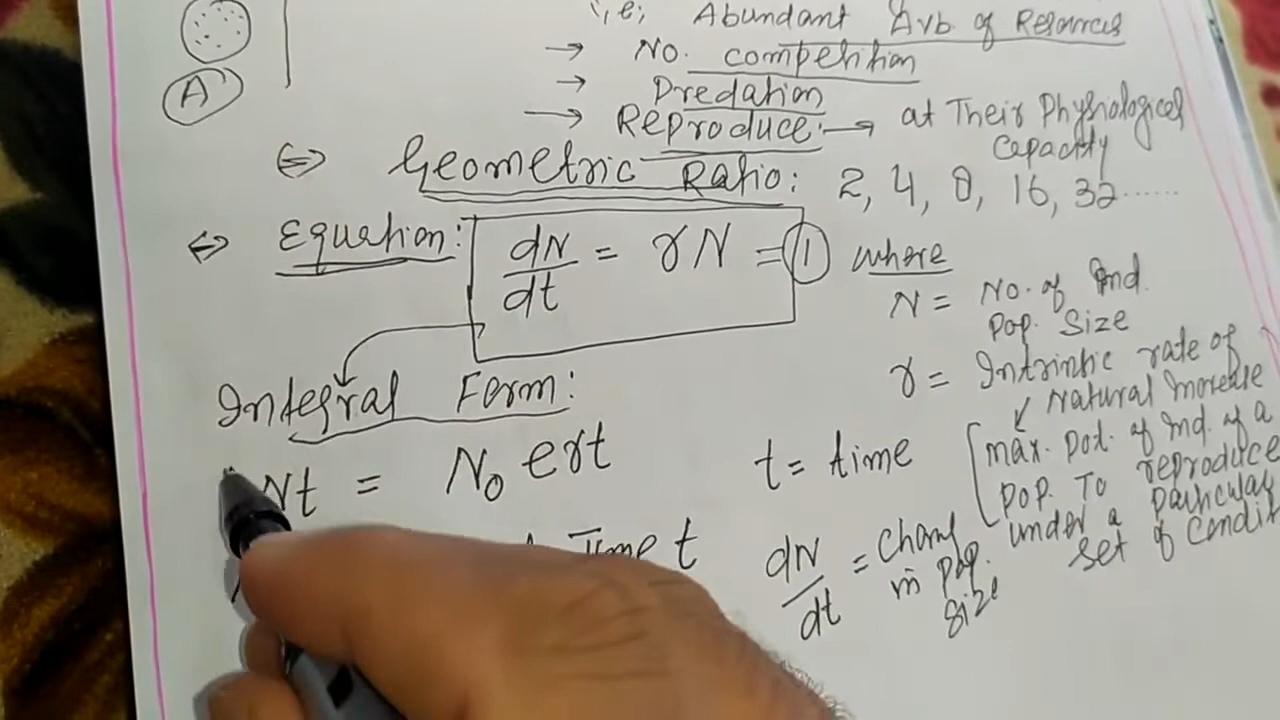 i,e; Abundant Avb of Resources
→ No. competition
→ Predation
→ Reproduce: → at Their Physiological Capacity
A
⇔ Geometric Ratio: 2, 4, 8, 16, 32......
⇔ Equation: dN/dt = rN = 1 where
N = No. of Ind.
Pop. Size
r = Intrinsic rate of
Natural Increase
[max. pot. of ind. of a
pop. To reproduce
under a particular
set of condit
Integral Form:
Nt = N₀ ert
t = time
Time t
dN/dt = Chang
in pop.
size